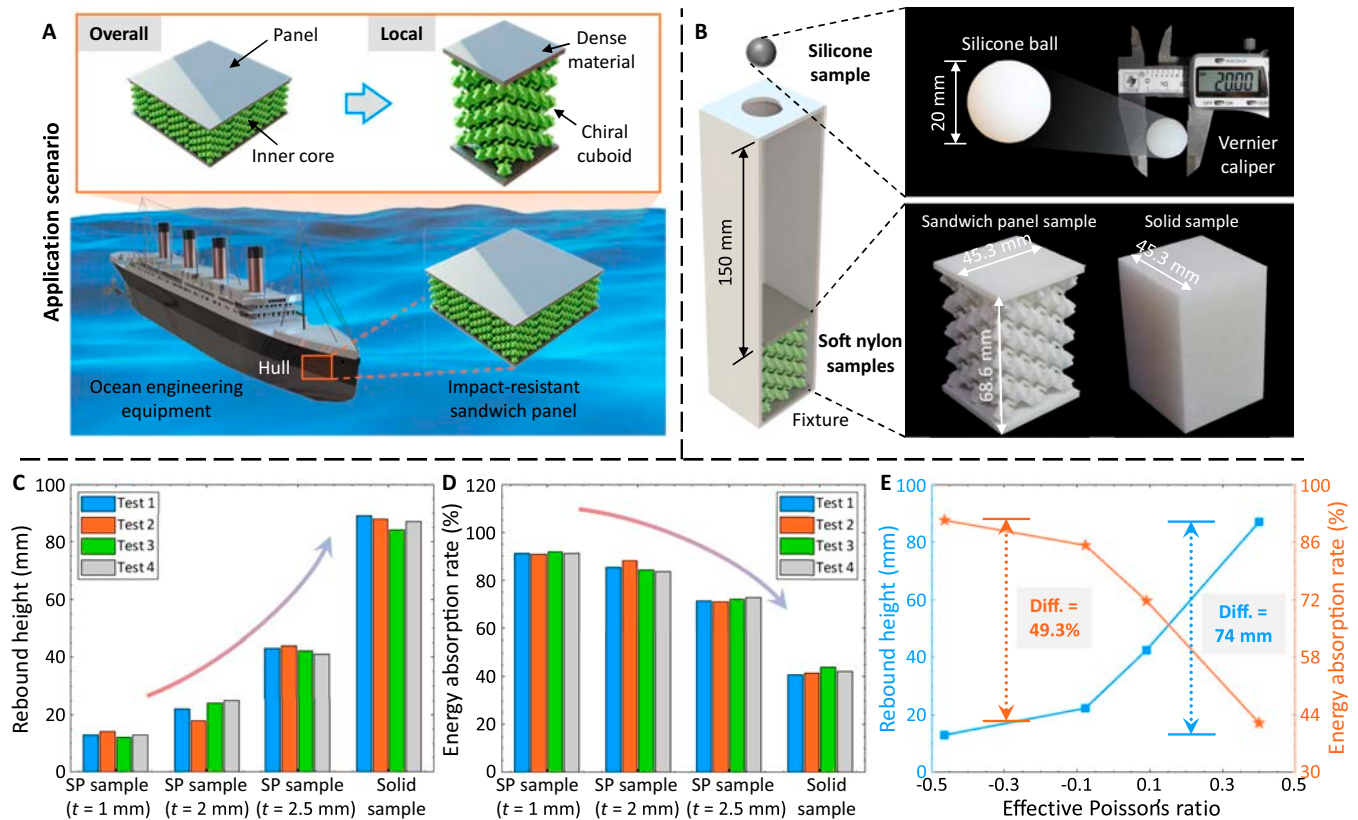 A
Overall
Panel
Inner core
Local
Dense
material
Chiral
cuboid
Application scenario
Hull
Ocean engineering
equipment
Impact-resistant
sandwich panel
B
Silicone
sample
150 mm
Soft nylon
samples
Fixture
Silicone ball
20 mm
20.00
Vernier
caliper
Sandwich panel sample
45.3 mm
68.6 mm
Solid sample
45.3 mm
C
Rebound height (mm)
100
80
60
40
20
0
Test 1
Test 2
Test 3
Test 4
SP sample
(t = 1 mm)
SP sample
(t = 2 mm)
SP sample
(t = 2.5 mm)
Solid
sample
D
Energy absorption rate (%)
120
100
80
60
40
20
0
Test 1
Test 2
Test 3
Test 4
SP sample
(t = 1 mm)
SP sample
(t = 2 mm)
SP sample
(t = 2.5 mm)
Solid
sample
E
Rebound height (mm)
100
80
60
40
20
0
Diff. =
49.3%
Diff. =
74 mm
100
86
72
58
44
30
Energy absorption rate (%)
-0.5
-0.3
-0.1
0.1
0.3
0.5
Effective Poisson's ratio